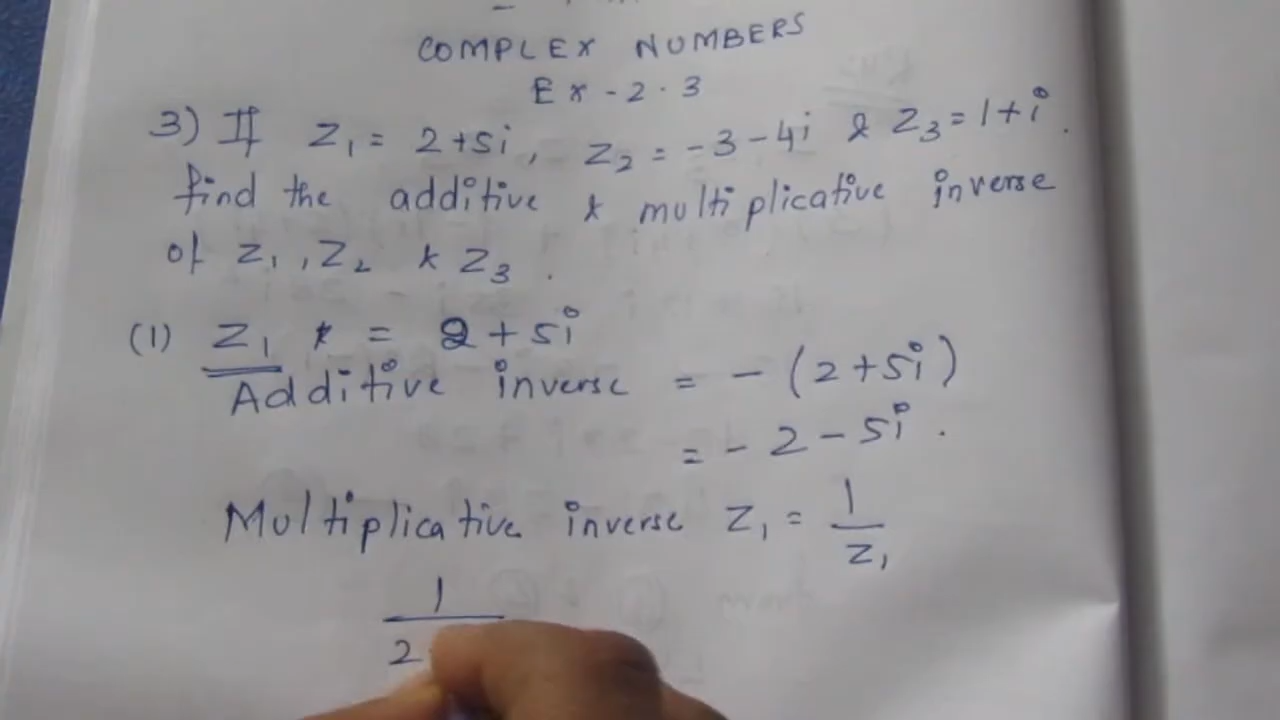 COMPLEX NUMBERS
Ex - 2.3
3) If z₁ = 2+5i, z₂ = -3-4i & z₃ = 1+i.
find the additive & multiplicative inverse
of z₁, z₂ & z₃.
(1) z₁ = 2+5i
Additive inverse = -(2+5i)
= -2-5i.
Multiplicative inverse z₁ = 1/z₁
1/2